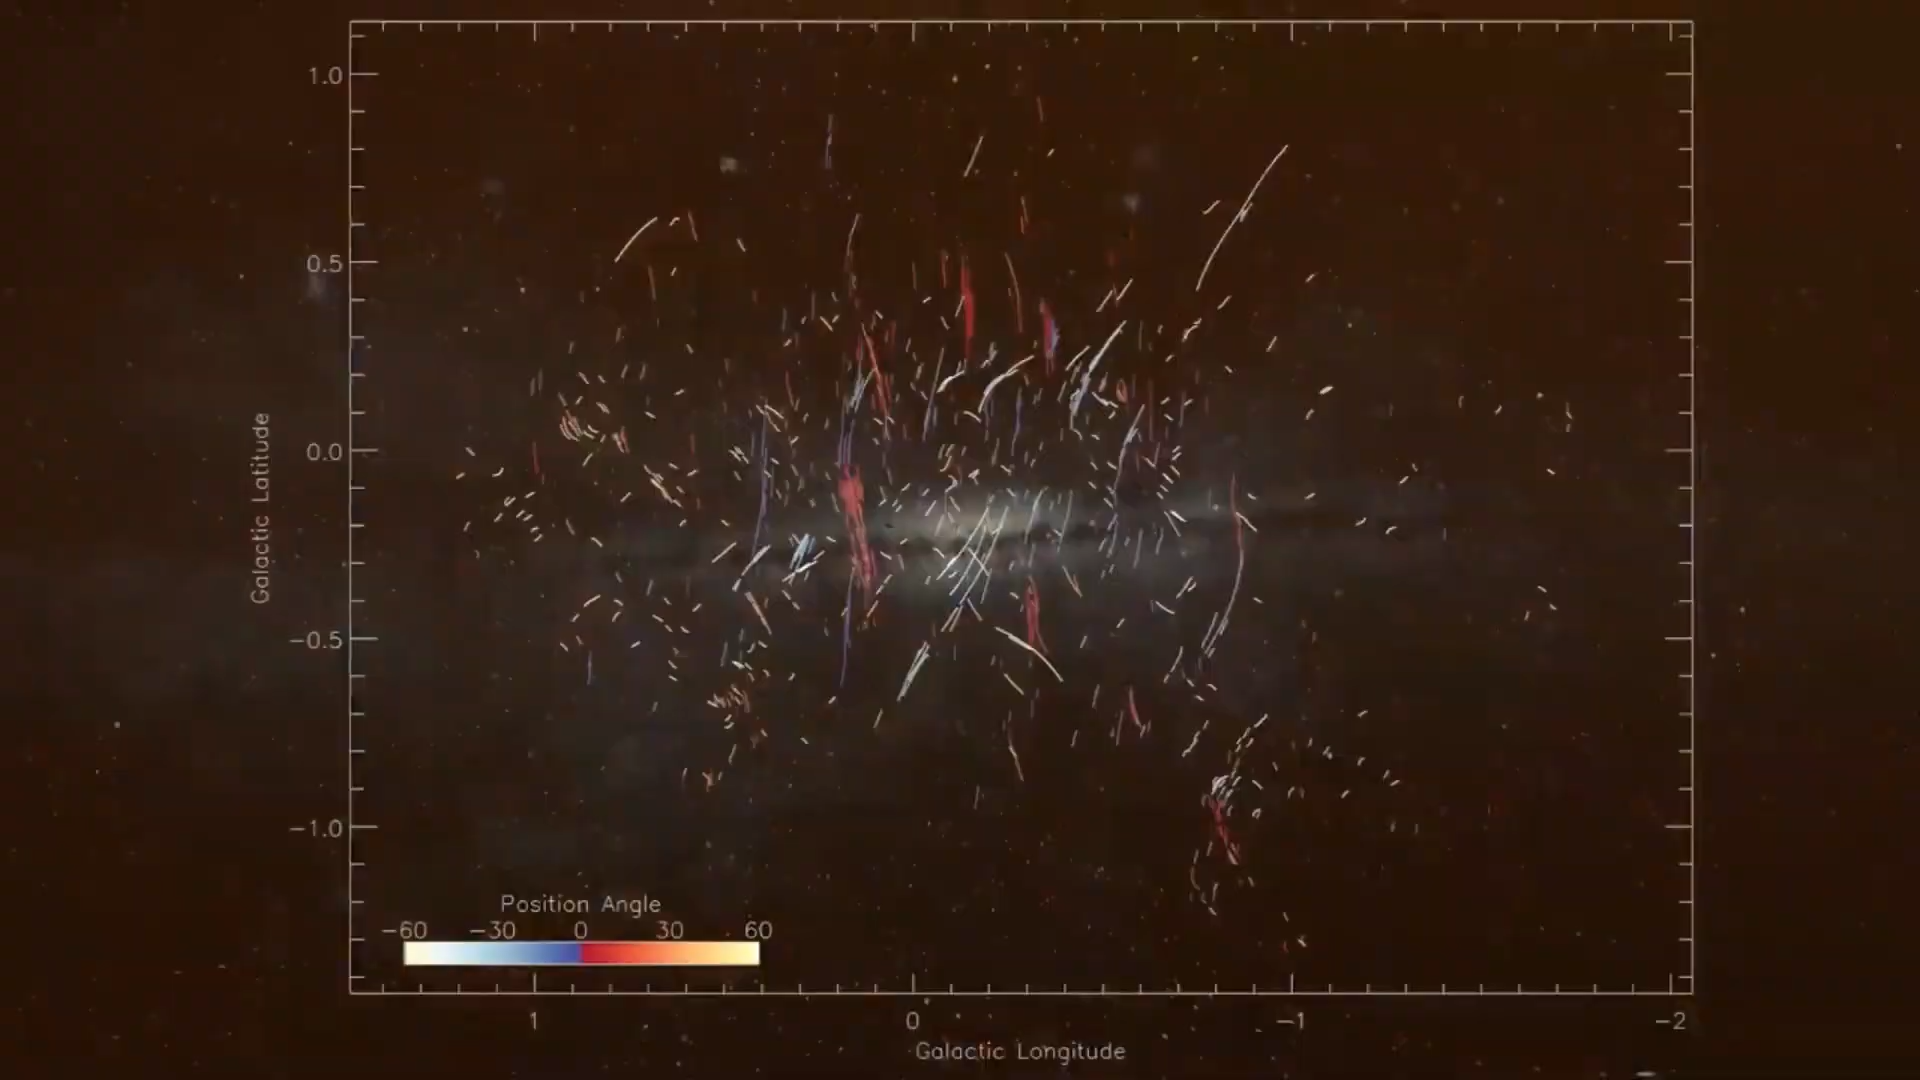 1.0
0.5
0.0
−0.5
−1.0
Galactic Latitude
Position Angle
−60 −30 0 30 60
1 0 −1 −2
Galactic Longitude